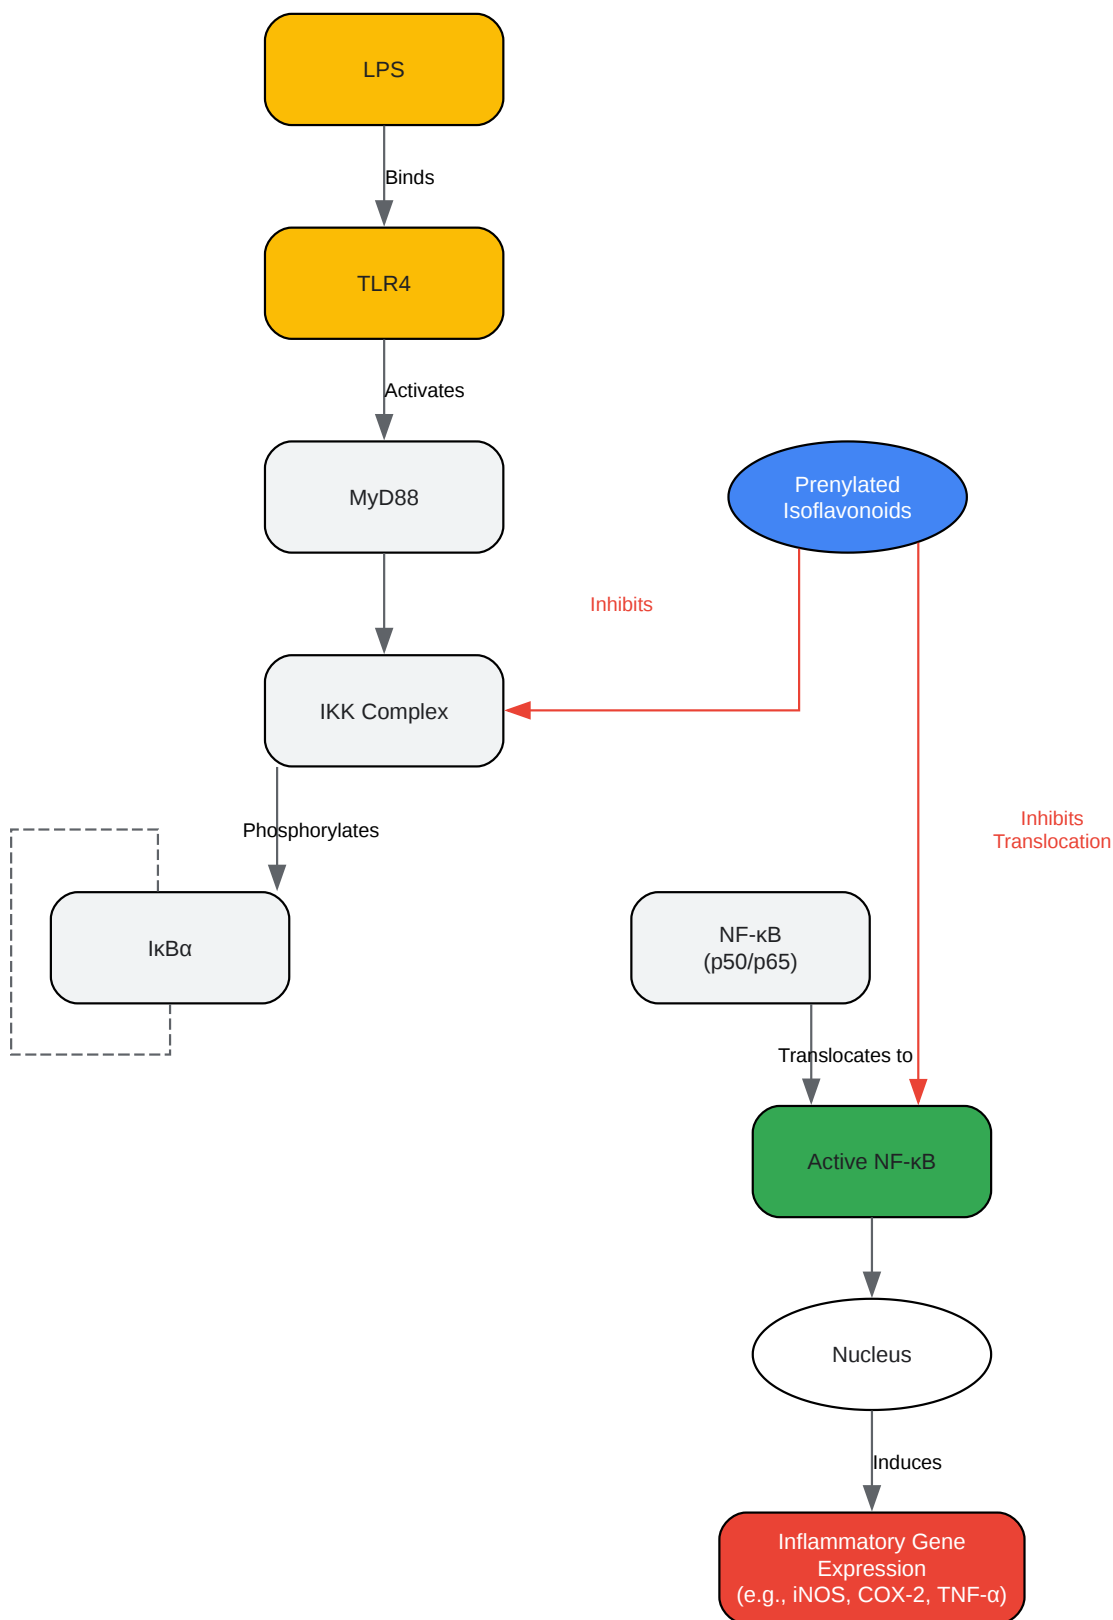 LPS
Binds
TLR4
Activates
MyD88
Prenylated
Isoflavonoids
Inhibits
IKK Complex
Phosphorylates
Inhibits
Translocation
IκBα
NF-κB
(p50/p65)
Translocates to
Active NF-κB
Nucleus
Induces
Inflammatory Gene
Expression
(e.g., iNOS, COX-2, TNF-α)